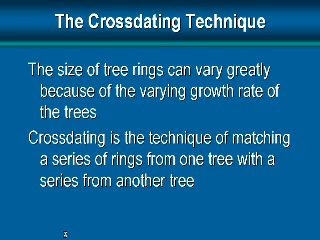 The Crossdating Technique
The size of tree rings can vary greatly
because of the varying growth rate of
the trees
Crossdating is the technique of matching
a series of rings from one tree with a
series from another tree